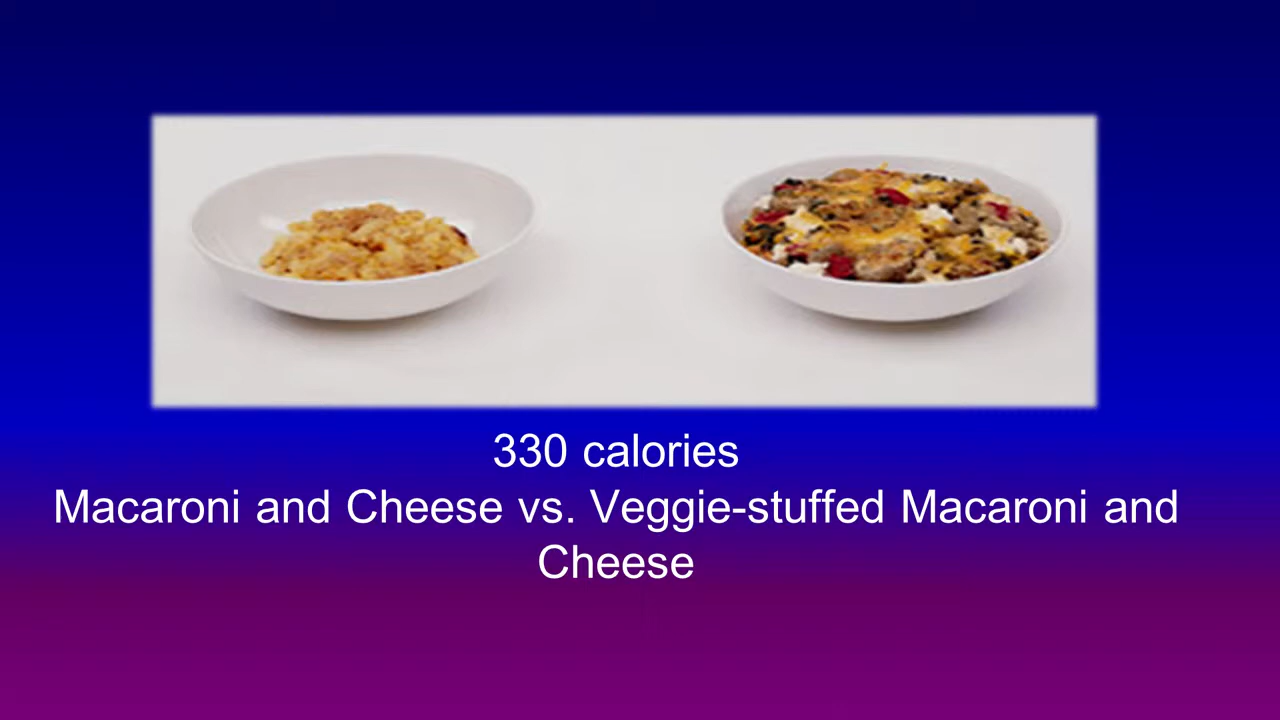 330 calories
Macaroni and Cheese vs. Veggie-stuffed Macaroni and
Cheese